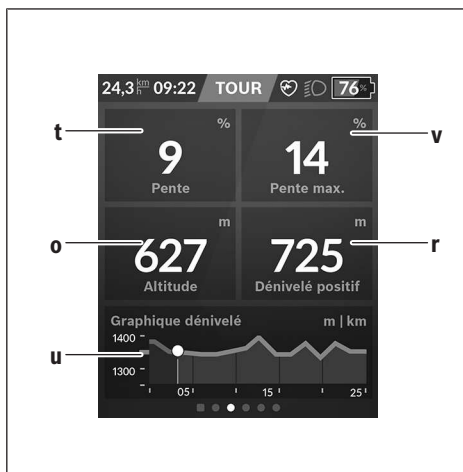 24,3 km/h 09:22 TOUR 76%
t % % v
9 14
Pente Pente max.
o m m r
627 725
Altitude Dénivelé positif
Graphique dénivelé m | km
1400
u
1300
05 15 25